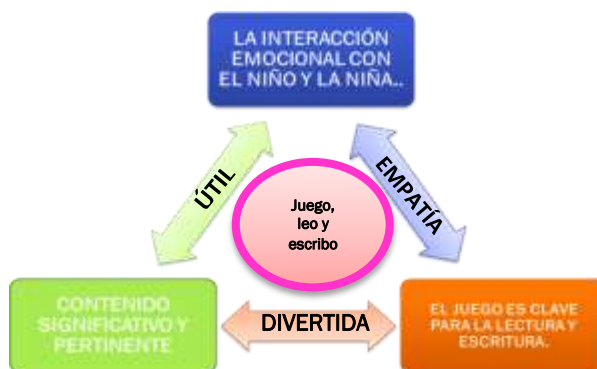 LA INTERACCIÓN
EMOCIONAL CON
EL NIÑO Y LA NIÑA..
ÚTIL
EMPATÍA
Juego,
leo y
escribo
CONTENIDO
SIGNIFICATIVO Y
PERTINENTE
DIVERTIDA
EL JUEGO ES CLAVE
PARA LA LECTURA Y
ESCRITURA.